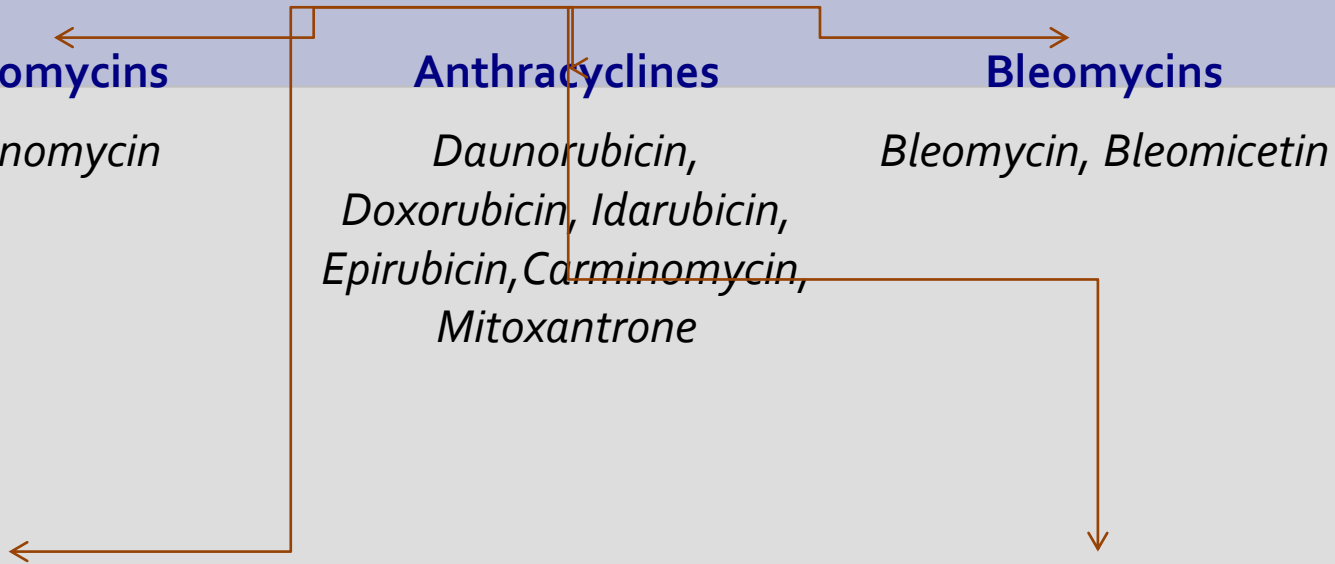 omycins Anthracyclines Bleomycins
nomycin Daunorubicin, Bleomycin, Bleomicetin
Doxorubicin, Idarubicin,
Epirubicin,Carminomycin,
Mitoxantrone